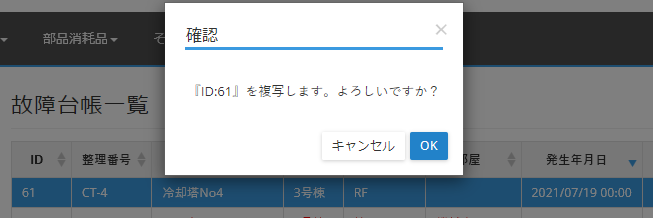 確認
×
部品消耗品
そ
『ID:61』を複写します。よろしいですか？
故障台帳一覧
キャンセル
OK
ID
整理番号
部屋
発生年月日
61
CT-4
冷却塔No4
3号棟
RF
2021/07/19 00:00